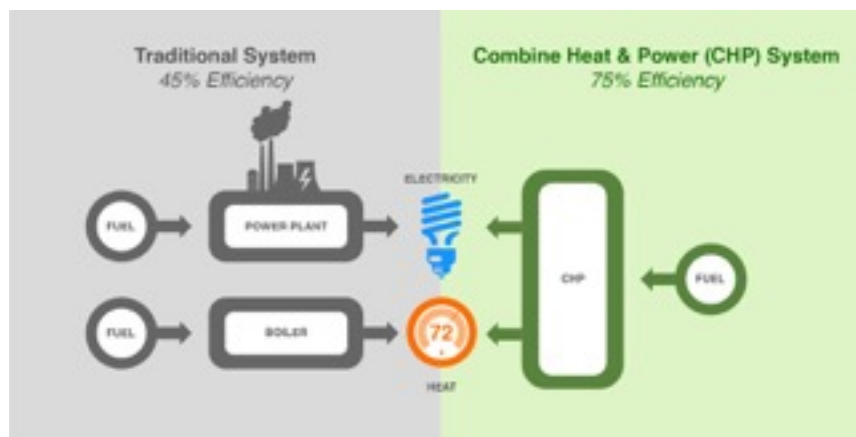 Traditional System
45% Efficiency
Combine Heat & Power (CHP) System
75% Efficiency
ELECTRICITY
FUEL
POWER PLANT
CHP
FUEL
FUEL
BOILER
72
HEAT